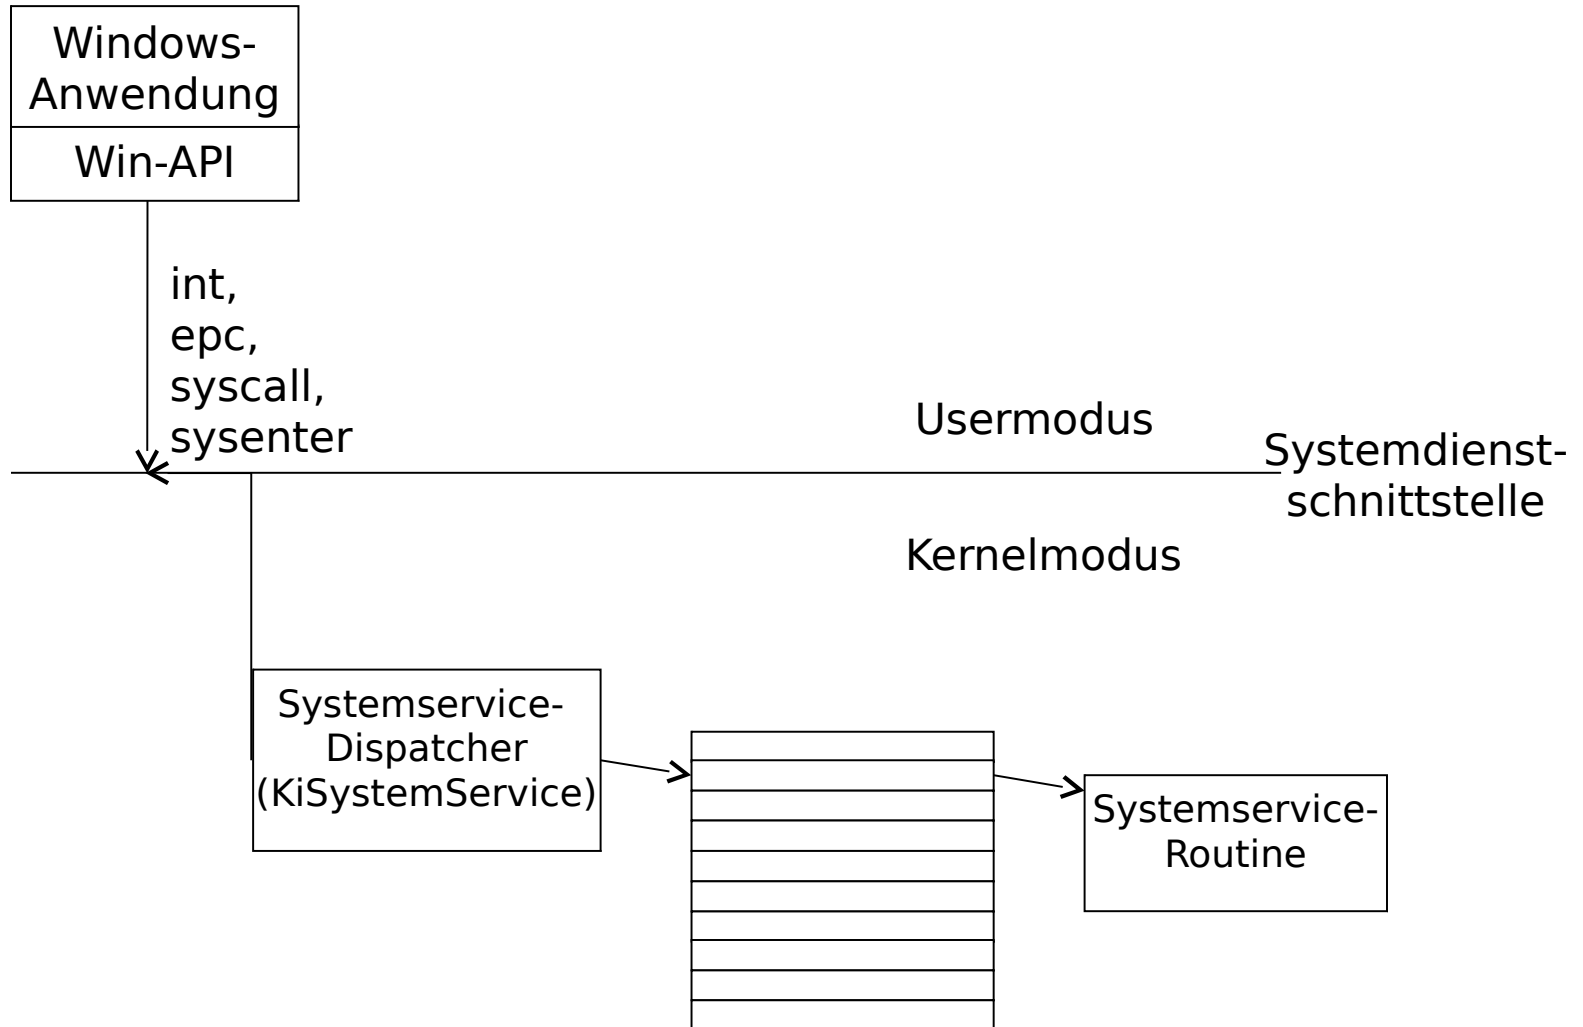 Windows-
Anwendung
Win-API
int,
epc,
syscall,
sysenter
Usermodus
Systemdienst-
schnittstelle
Kernelmodus
Systemservice-
Dispatcher
(KiSystemService)
Systemservice-
Routine